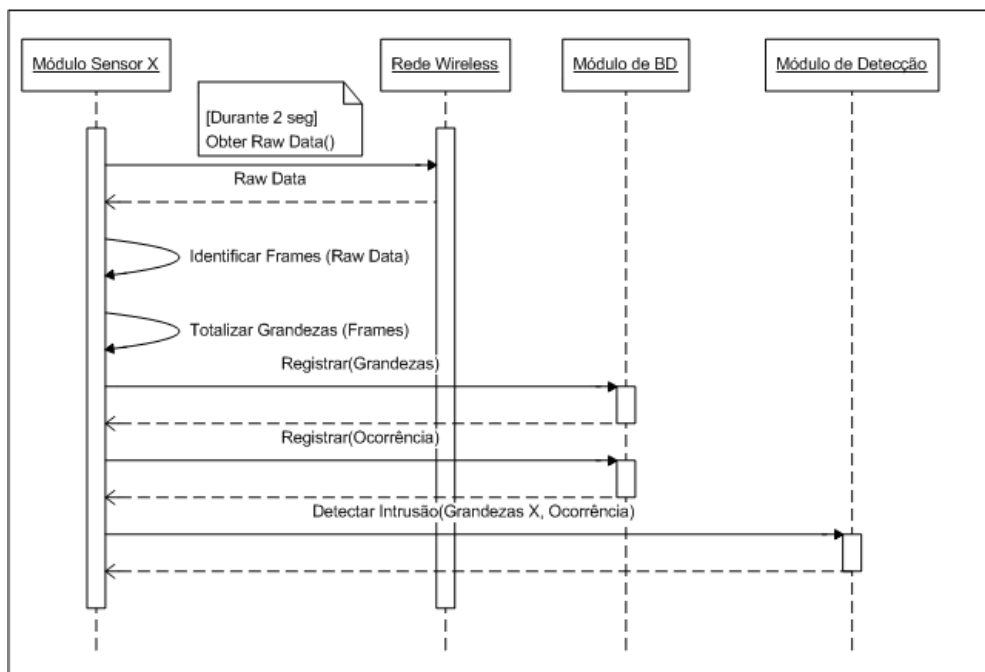 Módulo Sensor X
Rede Wireless
Módulo de BD
Módulo de Detecção
[Durante 2 seg]
Obter Raw Data()
Raw Data
Identificar Frames (Raw Data)
Totalizar Grandezas (Frames)
Registrar(Grandezas)
Registrar(Ocorrência)
Detectar Intrusão(Grandezas X, Ocorrência)